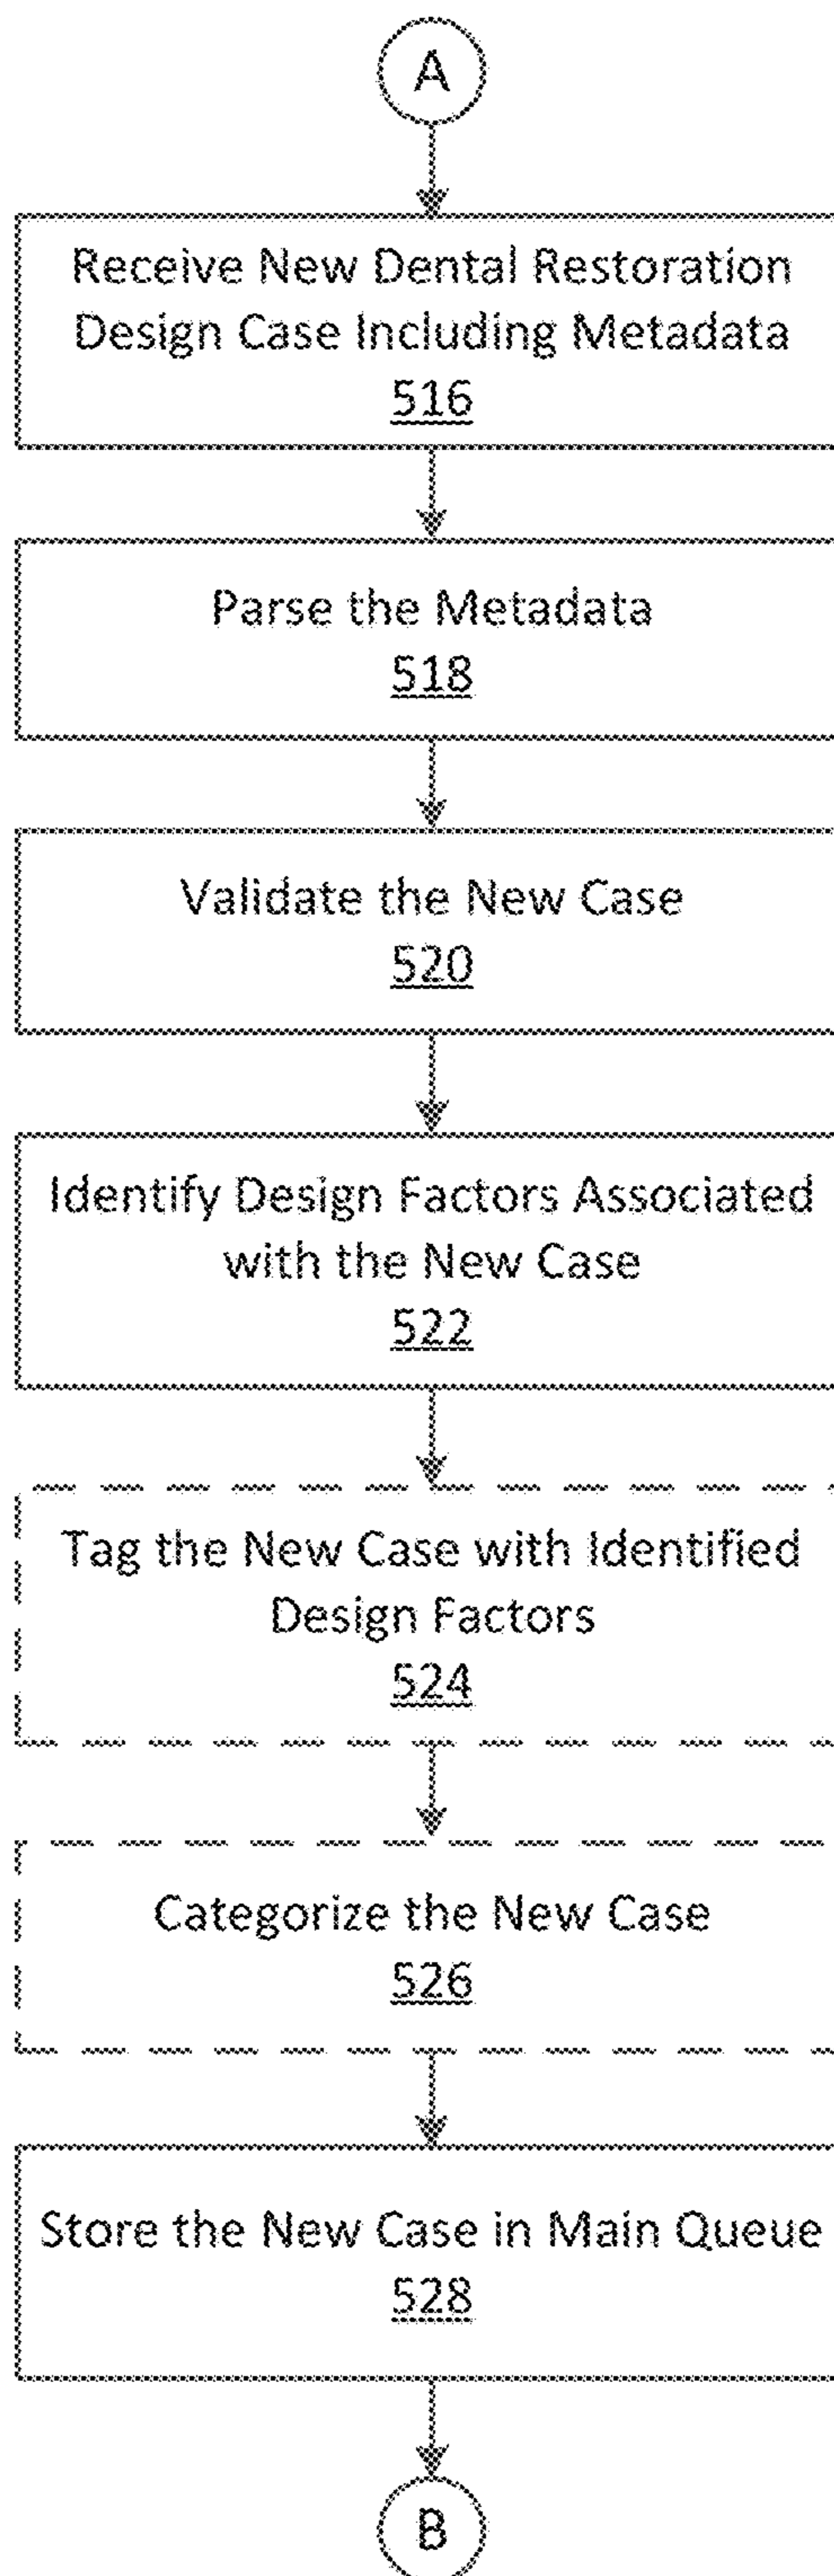 A
Receive New Dental Restoration
Design Case Including Metadata
516
Parse the Metadata
518
Validate the New Case
520
Identify Design Factors Associated
with the New Case
522
Tag the New Case with Identified
Design Factors
524
Categorize the New Case
526
Store the New Case in Main Queue
528
B